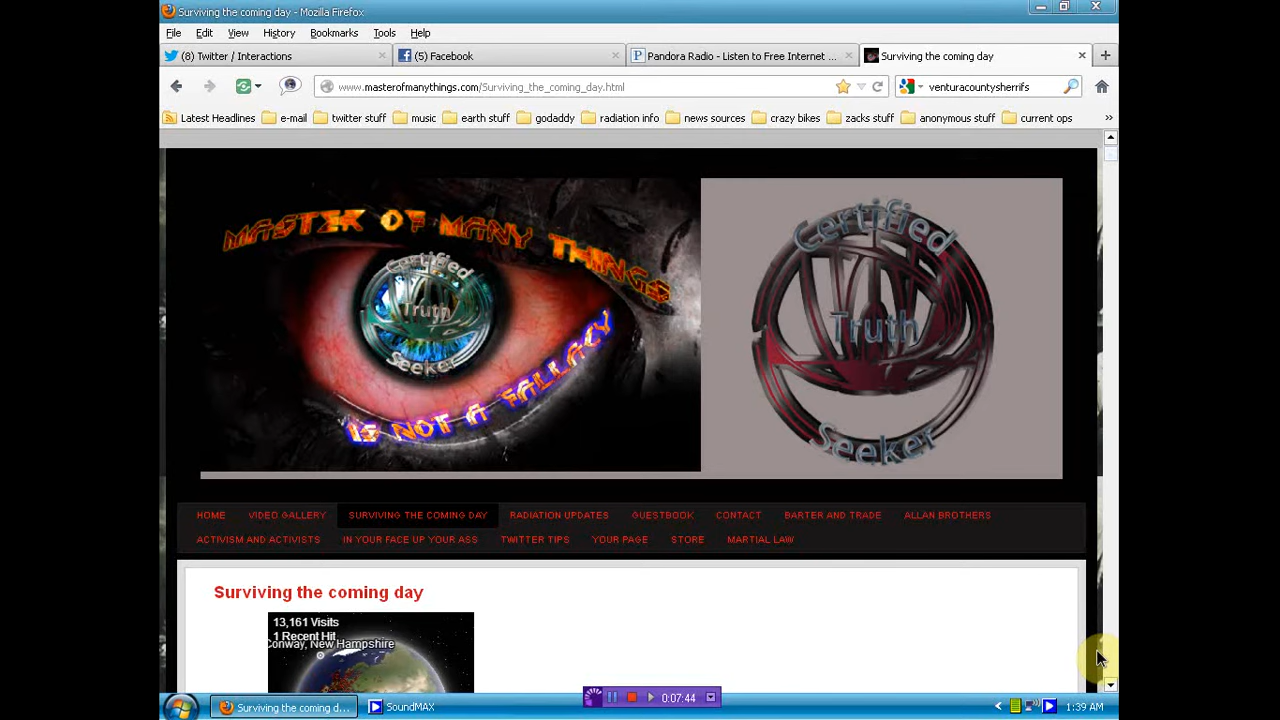 Surviving the coming day - Mozilla Firefox
File Edit View History Bookmarks Tools Help
(8) Twitter / Interactions
(5) Facebook
Pandora Radio - Listen to Free Internet ...
Surviving the coming day
www.masterofmanythings.com/Surviving_the_coming_day.html
venturacountysherrifs
Latest Headlines e-mail twitter stuff music earth stuff godaddy radiation info news sources crazy bikes zacks stuff anonymous stuff current ops »
MASTER OF MANY THINGS
Certified
Truth
Seeker
IS NOT A FALLACY
Certified
Truth
Seeker
HOME VIDEO GALLERY SURVIVING THE COMING DAY RADIATION UPDATES GUESTBOOK CONTACT BARTER AND TRADE ALLAN BROTHERS
ACTIVISM AND ACTIVISTS IN YOUR FACE UP YOUR ASS TWITTER TIPS YOUR PAGE STORE MARTIAL LAW
Surviving the coming day
13,161 Visits
1 Recent Hit
Conway, New Hampshire
0:07:44
Surviving the coming d... SoundMAX 1:39 AM